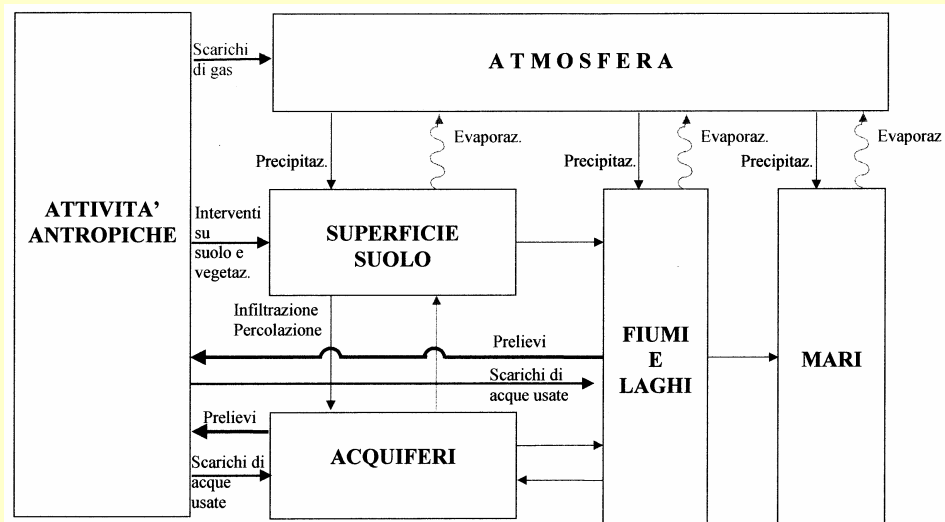 Scarichi
di gas
A T M O S F E R A
Precipitaz.
Evaporaz.
Precipitaz.
Evaporaz.
Precipitaz.
Evaporaz
ATTIVITA’
ANTROPICHE
Interventi
su
suolo e
vegetaz.
SUPERFICIE
SUOLO
Infiltrazione
Percolazione
Prelievi
Scarichi di
acque usate
FIUMI
E
LAGHI
MARI
Prelievi
Scarichi di
acque
usate
ACQUIFERI